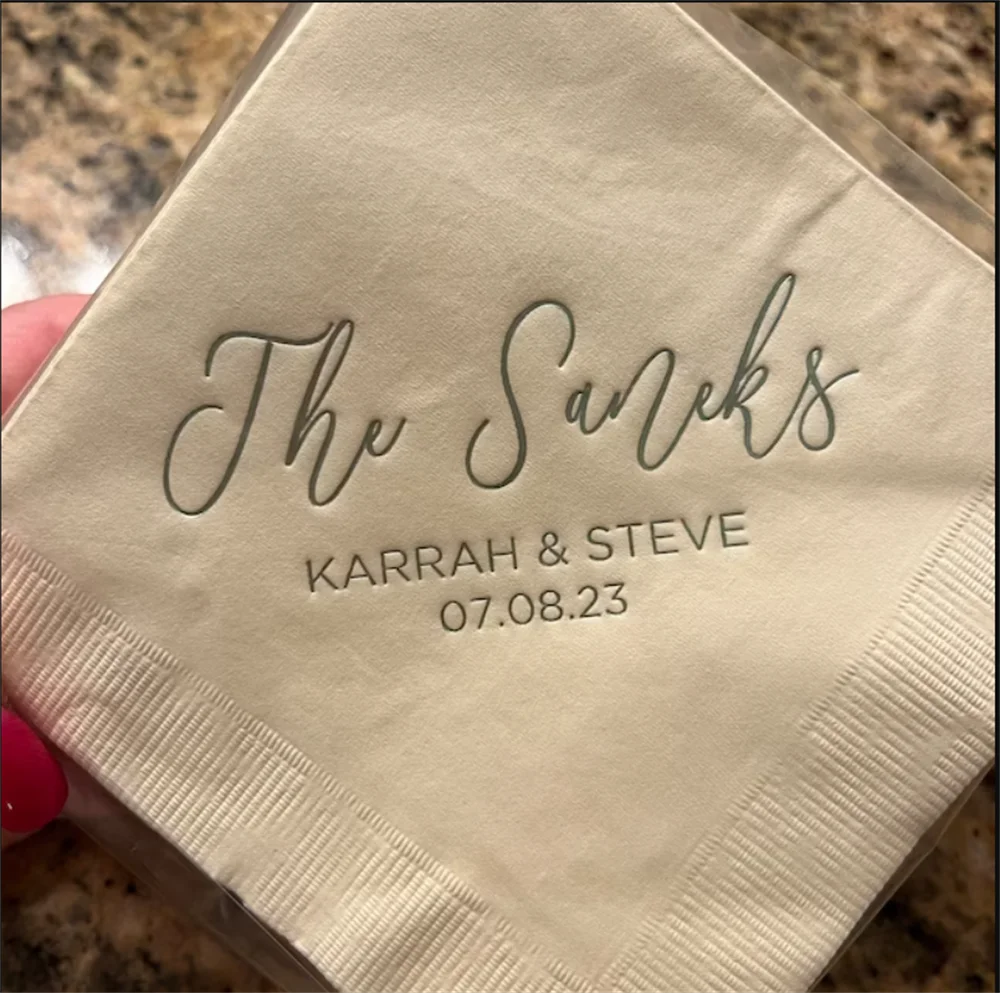 The Saneks
KARRAH & STEVE
07.08.23